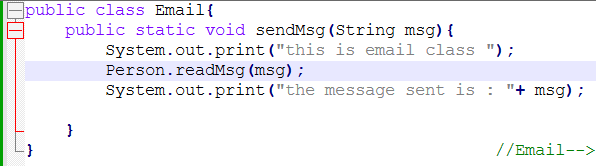 public class Email{
public static void sendMsg(String msg){
System.out.print("this is email class ");
Person.readMsg(msg);
System.out.print("the message sent is : "+ msg);
}
} //Email-->